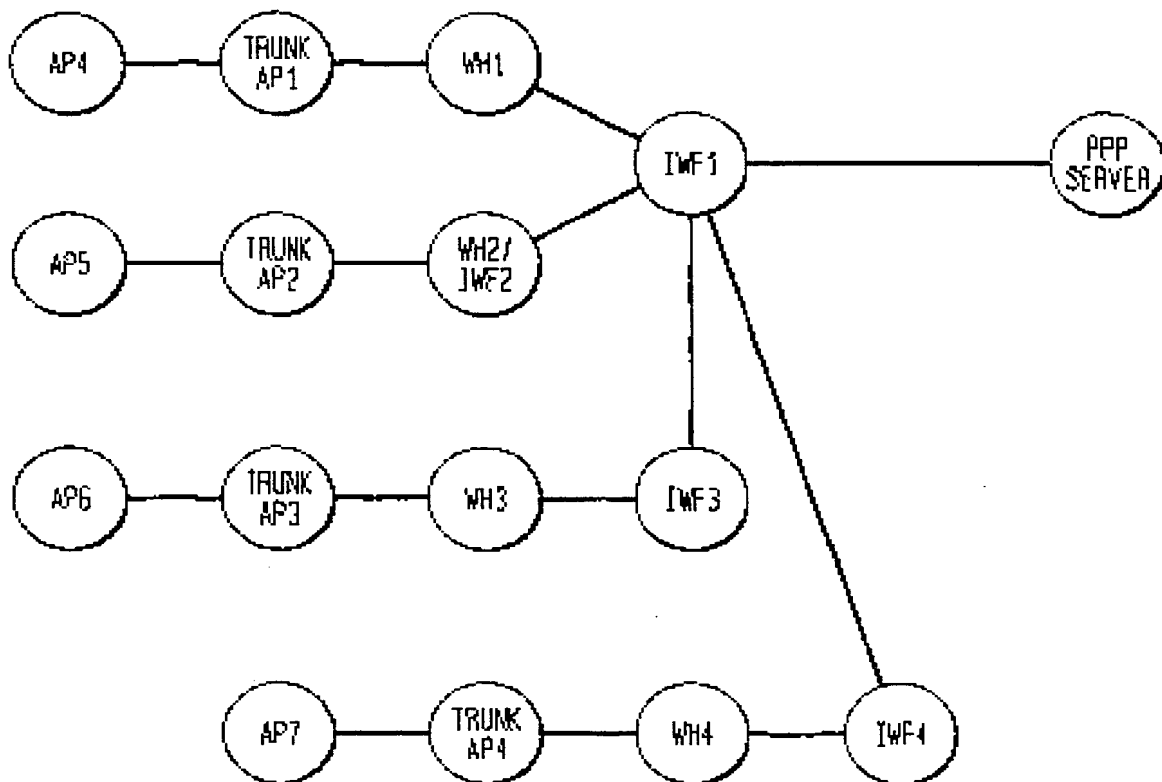 AP4
TRUNK
AP1
WH1
IWF1
PPP
SERVER
AP5
TRUNK
AP2
WH2/
IWF2
AP6
TRUNK
AP3
WH3
IWF3
AP7
TRUNK
AP4
WH4
IWF4